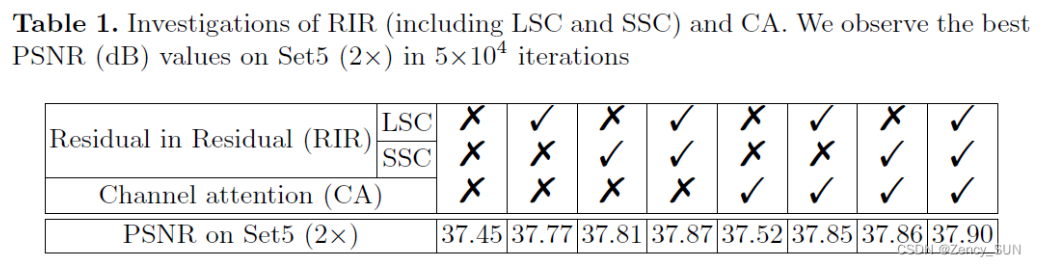 Table 1. Investigations of RIR (including LSC and SSC) and CA. We observe the best
PSNR (dB) values on Set5 (2×) in 5×10⁴ iterations
Residual in Residual (RIR) LSC ✗ ✓ ✗ ✓ ✗ ✓ ✗ ✓
SSC ✗ ✗ ✓ ✓ ✗ ✗ ✓ ✓
Channel attention (CA) ✗ ✗ ✗ ✗ ✓ ✓ ✓ ✓
PSNR on Set5 (2×) 37.45 37.77 37.81 37.87 37.52 37.85 37.86 37.90
CSDN @Zency_SUN